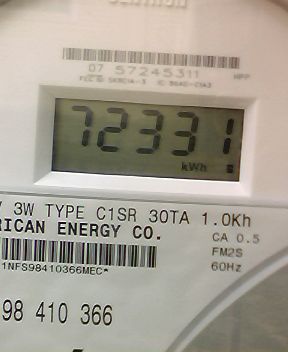 07 57245311 HPP
72331
kWh
V 3W TYPE C1SR 30TA 1.0Kh
RICAN ENERGY CO. CA 0.5
FM2S
1NFS98410366MEC* 60Hz
98 410 366